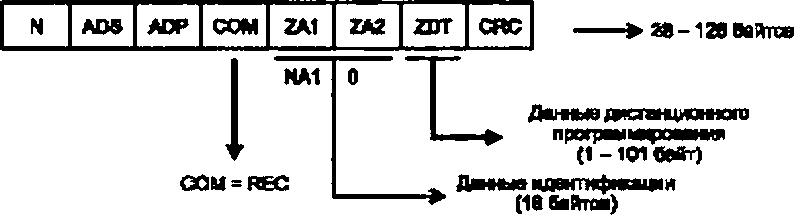 N ADS ADP COM ZA1 ZA2 ZDT CRC
28 – 128 байтов
NA1 0
Данные дистанционного
программирования
(1 – 101 байт)
COM = REC
Данные идентификации
(16 байтов)